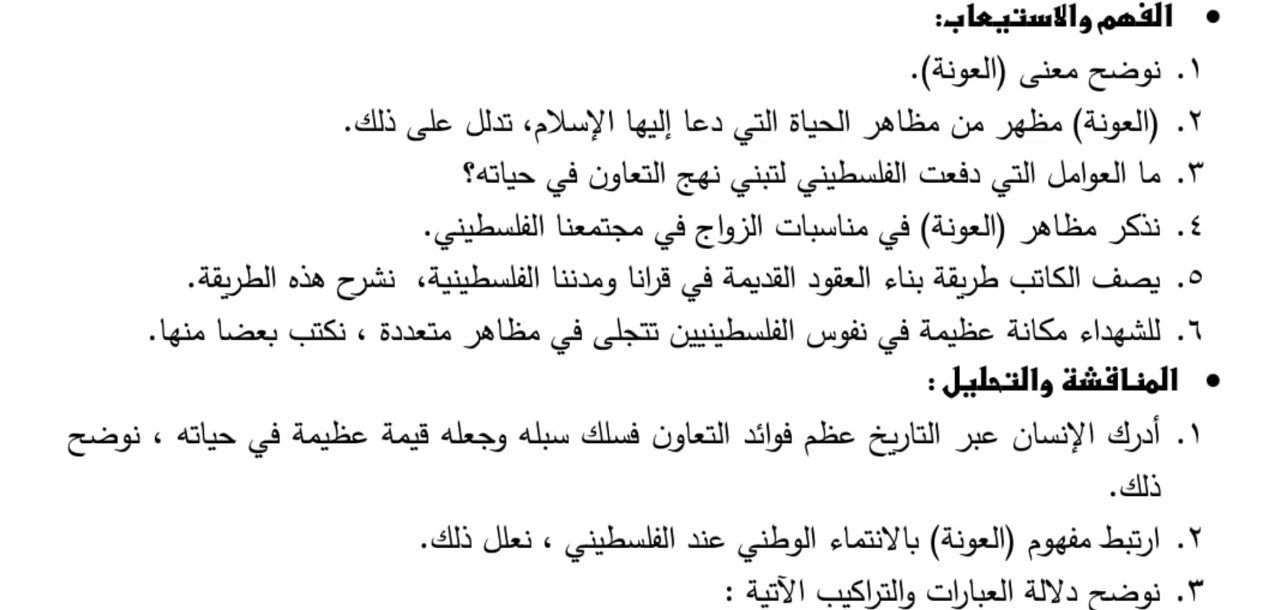 • الفهم والاستيعاب:
١. نوضح معنى (العونة).
٢. (العونة) مظهر من مظاهر الحياة التي دعا إليها الإسلام، تدلل على ذلك.
٣. ما العوامل التي دفعت الفلسطيني لتبني نهج التعاون في حياته؟
٤. نذكر مظاهر (العونة) في مناسبات الزواج في مجتمعنا الفلسطيني.
٥. يصف الكاتب طريقة بناء العقود القديمة في قرانا ومدننا الفلسطينية، نشرح هذه الطريقة.
٦. للشهداء مكانة عظيمة في نفوس الفلسطينيين تتجلى في مظاهر متعددة ، نكتب بعضا منها.
• المناقشة والتحليل :
١. أدرك الإنسان عبر التاريخ عظم فوائد التعاون فسلك سبله وجعله قيمة عظيمة في حياته ، نوضح
ذلك.
٢. ارتبط مفهوم (العونة) بالانتماء الوطني عند الفلسطيني ، نعلل ذلك.
٣. نوضح دلالة العبارات والتراكيب الآتية :